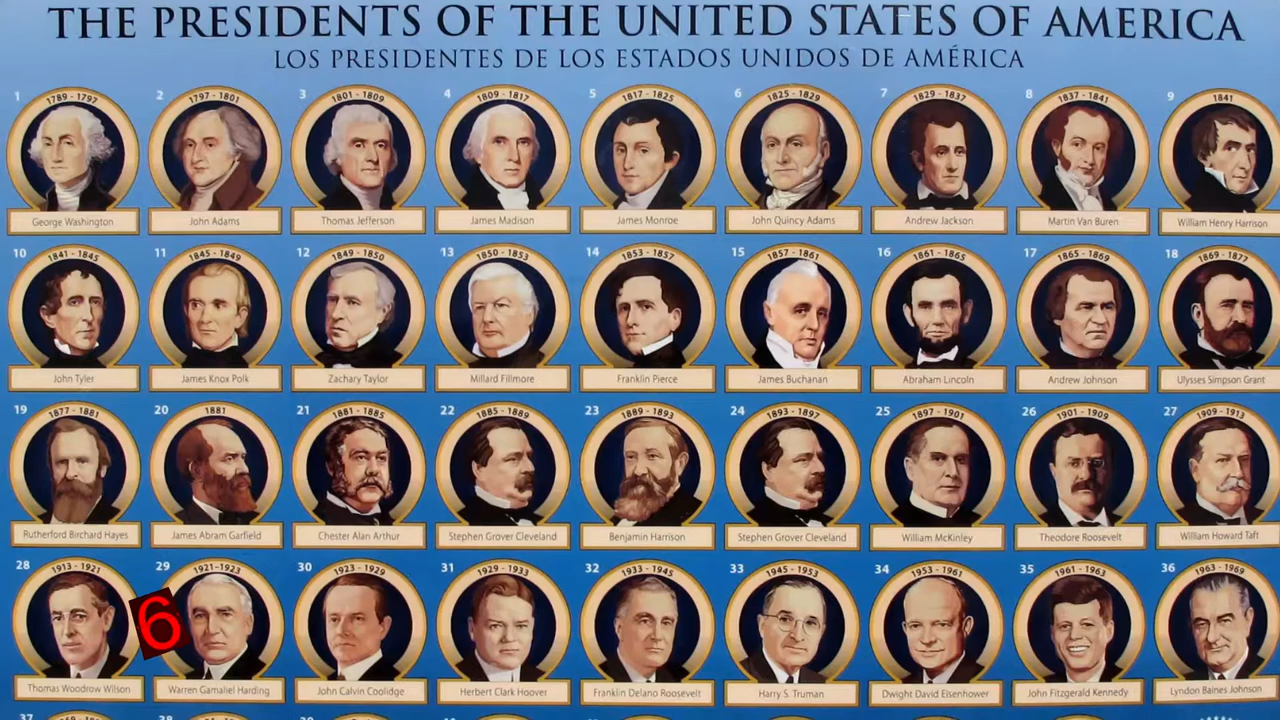 THE PRESIDENTS OF THE UNITED STATES OF AMERICA
LOS PRESIDENTES DE LOS ESTADOS UNIDOS DE AMÉRICA
1 2 3 4 5 6 7 8 9
1789 - 1797 1797 - 1801 1801 - 1809 1809 - 1817 1817 - 1825 1825 - 1829 1829 - 1837 1837 - 1841 1841
George Washington John Adams Thomas Jefferson James Madison James Monroe John Quincy Adams Andrew Jackson Martin Van Buren William Henry Harrison
10 11 12 13 14 15 16 17 18
1841 - 1845 1845 - 1849 1849 - 1850 1850 - 1853 1853 - 1857 1857 - 1861 1861 - 1865 1865 - 1869 1869 - 1877
John Tyler James Knox Polk Zachary Taylor Millard Fillmore Franklin Pierce James Buchanan Abraham Lincoln Andrew Johnson Ulysses Simpson Grant
19 20 21 22 23 24 25 26 27
1877 - 1881 1881 1881 - 1885 1885 - 1889 1889 - 1893 1893 - 1897 1897 - 1901 1901 - 1909 1909 - 1913
Rutherford Birchard Hayes James Abram Garfield Chester Alan Arthur Stephen Grover Cleveland Benjamin Harrison Stephen Grover Cleveland William McKinley Theodore Roosevelt William Howard Taft
28 29 30 31 32 33 34 35 36
1913 - 1921 1921 - 1923 1923 - 1929 1929 - 1933 1933 - 1945 1945 - 1953 1953 - 1961 1961 - 1963 1963 - 1969
6
Thomas Woodrow Wilson Warren Gamaliel Harding John Calvin Coolidge Herbert Clark Hoover Franklin Delano Roosevelt Harry S. Truman Dwight David Eisenhower John Fitzgerald Kennedy Lyndon Baines Johnson